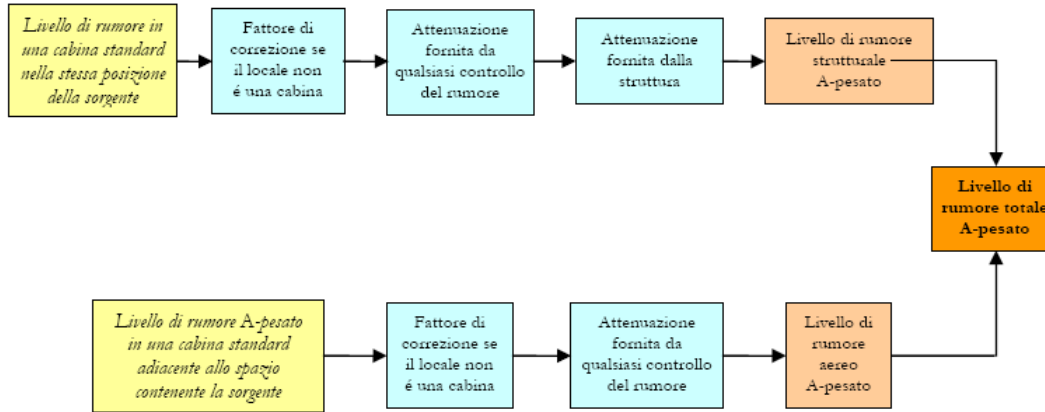 Livello di rumore in
una cabina standard
nella stessa posizione
della sorgente
Fattore di
correzione se
il locale non
é una cabina
Attenuazione
fornita da
qualsiasi controllo
del rumore
Attenuazione
fornita dalla
struttura
Livello di rumore
strutturale
A-pesato
Livello di
rumore totale
A-pesato
Livello di rumore A-pesato
in una cabina standard
adiacente allo spazio
contenente la sorgente
Fattore di
correzione se
il locale non
é una cabina
Attenuazione
fornita da
qualsiasi controllo
del rumore
Livello di
rumore
aereo
A-pesato